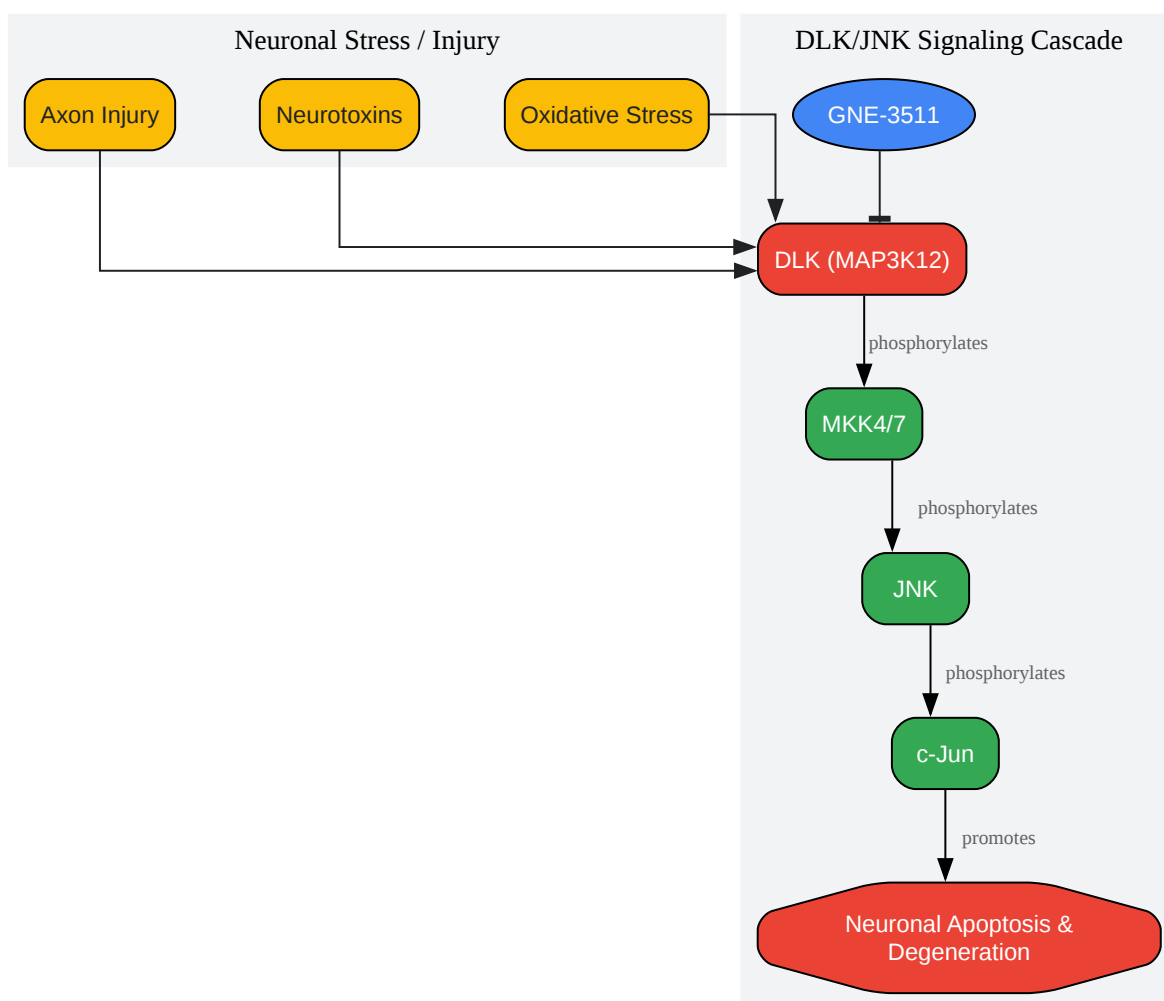 Neuronal Stress / Injury
DLK/JNK Signaling Cascade
Axon Injury
Neurotoxins
Oxidative Stress
GNE-3511
DLK (MAP3K12)
phosphorylates
MKK4/7
phosphorylates
JNK
phosphorylates
c-Jun
promotes
Neuronal Apoptosis &
Degeneration